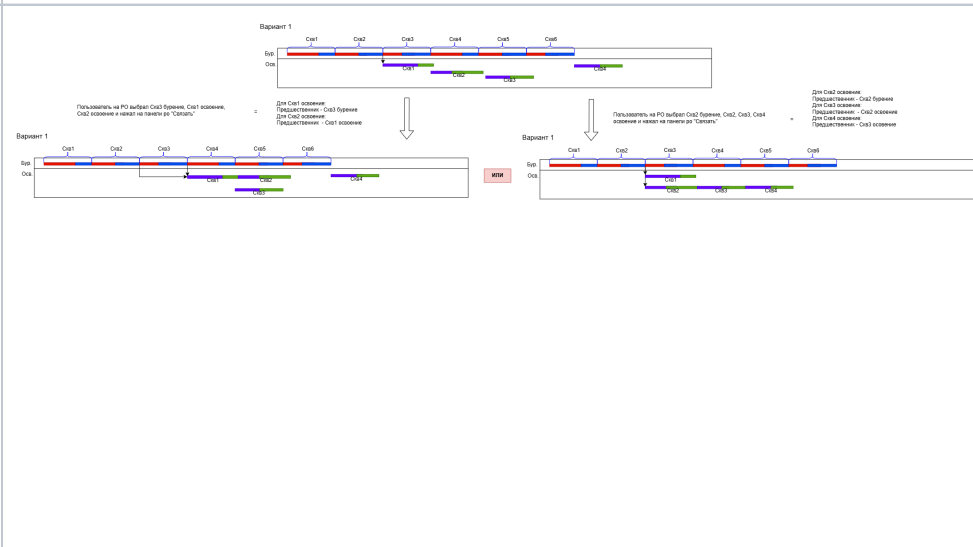 Вариант 1
Скв1 Скв2 Скв3 Скв4 Скв5 Скв6
Бур.
Осв.
Скв1
Скв2
Скв3
Скв4
Пользователь на РО выбрал Скв3 бурение, Скв1 освоение,
Скв2 освоение и нажал на панели ро "Связать"
=
Для Скв1 освоение:
Предшественник - Скв3 бурение
Для Скв2 освоение:
Предшественник - Скв1 освоение
Пользователь на РО выбрал Скв2 бурение, Скв2, Скв3, Скв4
освоение и нажал на панели ро "Связать"
=
Для Скв2 освоение:
Предшественник - Скв2 бурение
Для Скв3 освоение:
Предшественник - Скв2 освоение
Для Скв4 освоение:
Предшественник - Скв3 освоение
Вариант 1
Скв1 Скв2 Скв3 Скв4 Скв5 Скв6
Бур.
Осв.
Скв1 Скв2 Скв4
Скв3
ИЛИ
Вариант 1
Скв1 Скв2 Скв3 Скв4 Скв5 Скв6
Бур.
Осв.
Скв1
Скв2 Скв3 Скв4